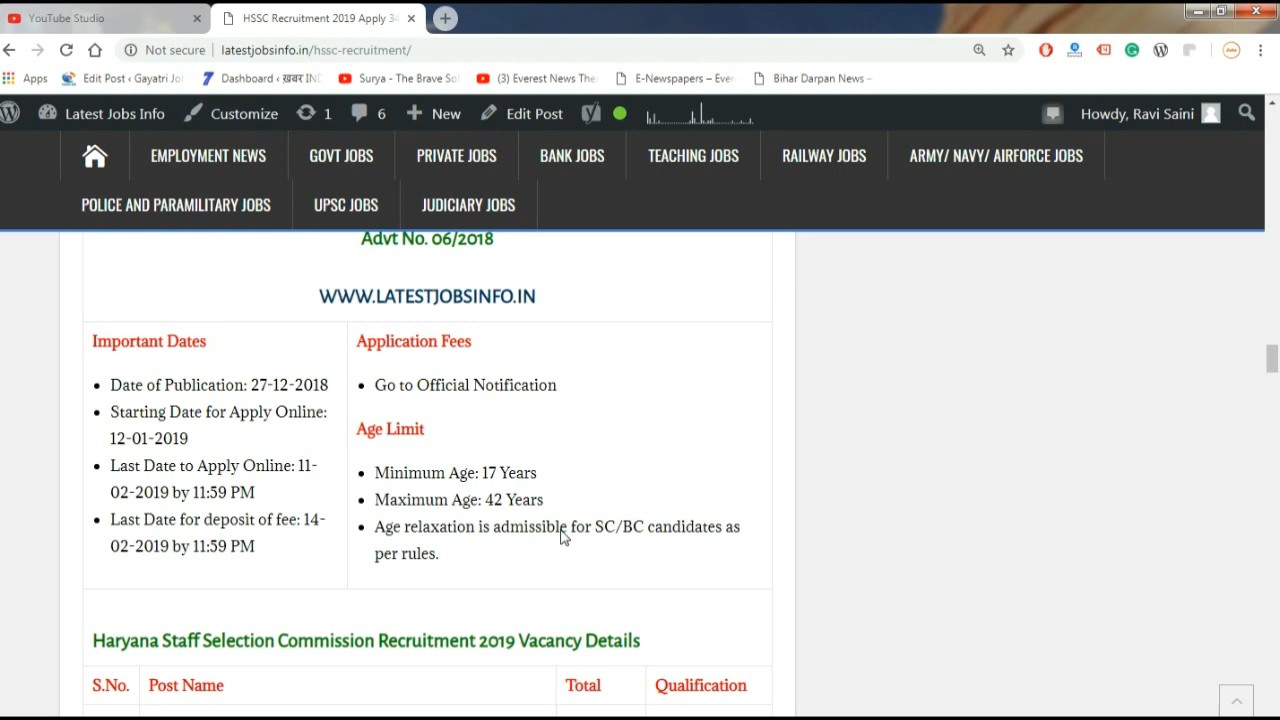 YouTube Studio
HSSC Recruitment 2019 Apply 34
Not secure
latestjobsinfo.in/hssc-recruitment/
Apps
Edit Post ‹ Gayatri Jo
Dashboard ‹ ख़बर IND
Surya - The Brave So
(3) Everest News The
E-Newspapers – Ever
Bihar Darpan News –
Latest Jobs Info
Customize
1
6
New
Edit Post
Howdy, Ravi Saini
EMPLOYMENT NEWS
GOVT JOBS
PRIVATE JOBS
BANK JOBS
TEACHING JOBS
RAILWAY JOBS
ARMY/ NAVY/ AIRFORCE JOBS
POLICE AND PARAMILITARY JOBS
UPSC JOBS
JUDICIARY JOBS
Advt No. 06/2018
WWW.LATESTJOBSINFO.IN
Important Dates
Date of Publication: 27-12-2018
Starting Date for Apply Online:
12-01-2019
Last Date to Apply Online: 11-
02-2019 by 11:59 PM
Last Date for deposit of fee: 14-
02-2019 by 11:59 PM
Application Fees
Go to Official Notification
Age Limit
Minimum Age: 17 Years
Maximum Age: 42 Years
Age relaxation is admissible for SC/BC candidates as
per rules.
Haryana Staff Selection Commission Recruitment 2019 Vacancy Details
S.No.
Post Name
Total
Qualification